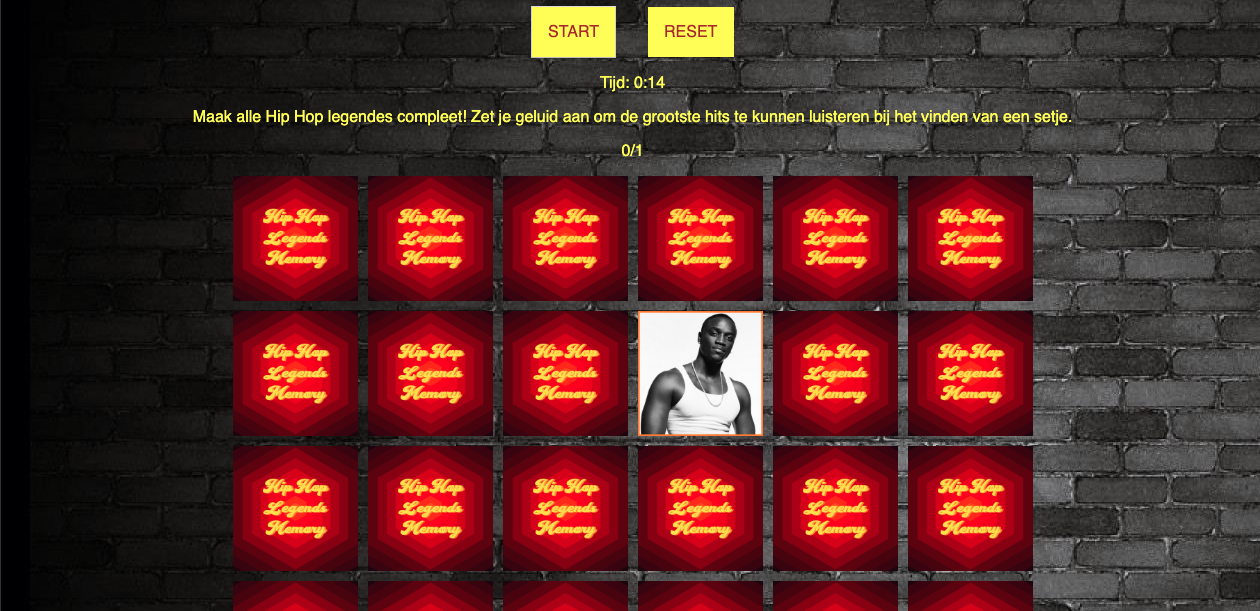 START
RESET
Tijd: 0:14
Maak alle Hip Hop legendes compleet! Zet je geluid aan om de grootste hits te kunnen luisteren bij het vinden van een setje.
0/1
Hip Hop
Legends
Memory
Hip Hop
Legends
Memory
Hip Hop
Legends
Memory
Hip Hop
Legends
Memory
Hip Hop
Legends
Memory
Hip Hop
Legends
Memory
Hip Hop
Legends
Memory
Hip Hop
Legends
Memory
Hip Hop
Legends
Memory
Hip Hop
Legends
Memory
Hip Hop
Legends
Memory
Hip Hop
Legends
Memory
Hip Hop
Legends
Memory
Hip Hop
Legends
Memory
Hip Hop
Legends
Memory
Hip Hop
Legends
Memory
Hip Hop
Legends
Memory